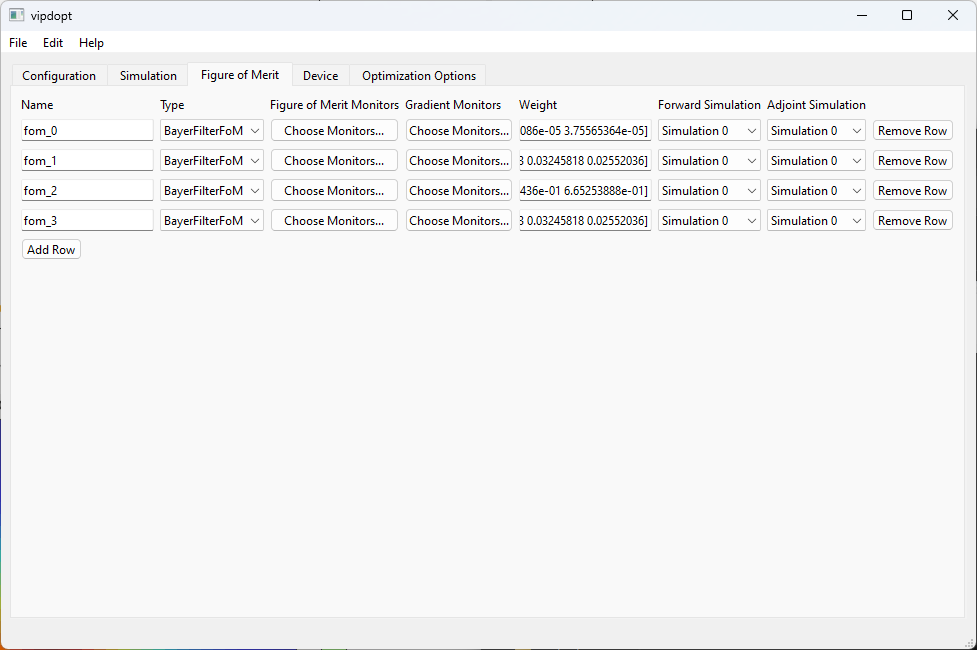 vipdopt
File Edit Help
Configuration Simulation Figure of Merit Device Optimization Options
Name Type Figure of Merit Monitors Gradient Monitors Weight Forward Simulation Adjoint Simulation
fom_0 BayerFilterFoM Choose Monitors... Choose Monitors... 086e-05 3.75565364e-05] Simulation 0 Simulation 0 Remove Row
fom_1 BayerFilterFoM Choose Monitors... Choose Monitors... 3 0.03245818 0.02552036] Simulation 0 Simulation 0 Remove Row
fom_2 BayerFilterFoM Choose Monitors... Choose Monitors... 436e-01 6.65253888e-01] Simulation 0 Simulation 0 Remove Row
fom_3 BayerFilterFoM Choose Monitors... Choose Monitors... 3 0.03245818 0.02552036] Simulation 0 Simulation 0 Remove Row
Add Row